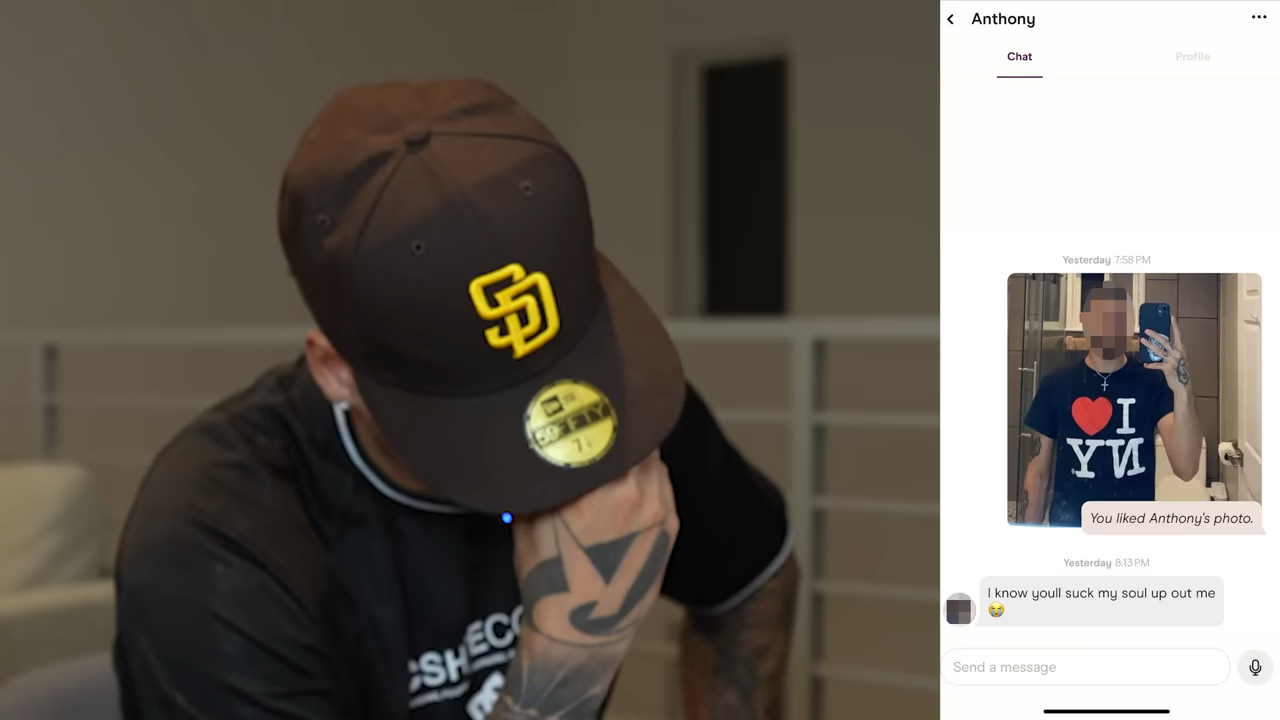 SD
59FIFTY
Anthony
Chat
Profile
Yesterday 7:58 PM
I ❤ NY
You liked Anthony's photo.
Yesterday 8:13 PM
I know youll suck my soul up out me
😭
Send a message